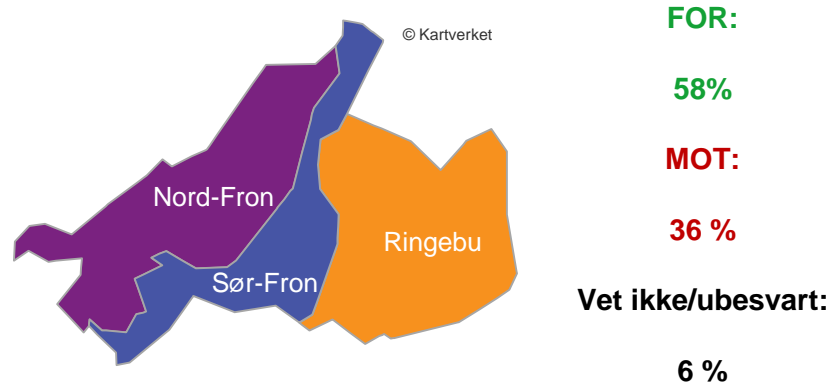 © Kartverket
Nord-Fron
Sør-Fron
Ringebu
FOR:
58%
MOT:
36 %
Vet ikke/ubesvart:
6 %